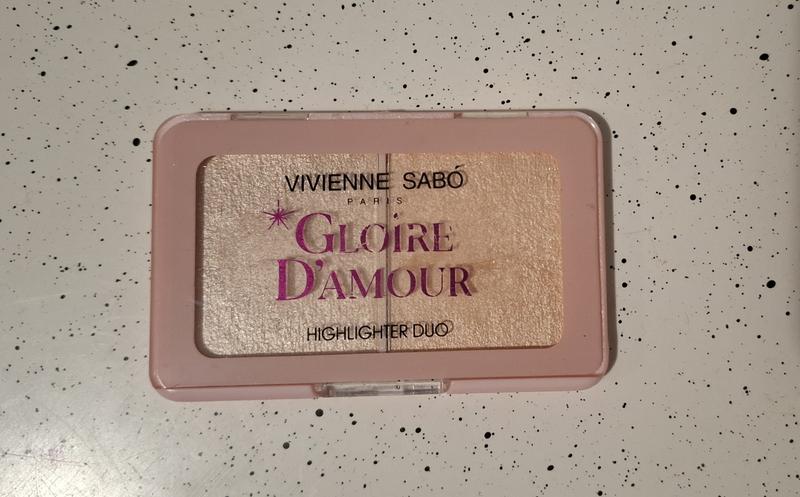 VIVIENNE SABÓ
PARIS
GLOIRE
D'AMOUR
HIGHLIGHTER DUO